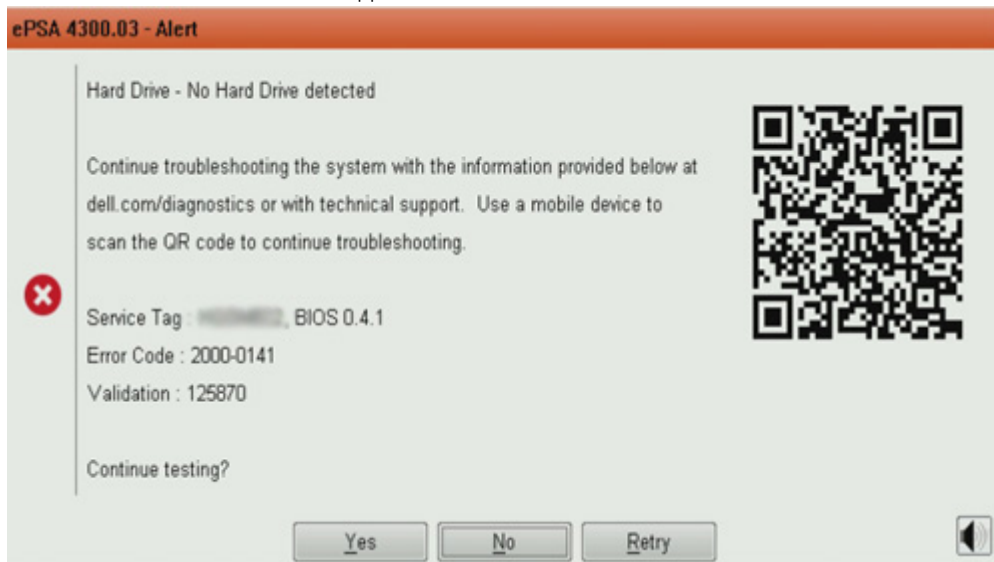 ePSA 4300.03 - Alert
Hard Drive - No Hard Drive detected
Continue troubleshooting the system with the information provided below at
dell.com/diagnostics or with technical support. Use a mobile device to
scan the QR code to continue troubleshooting.
Service Tag : , BIOS 0.4.1
Error Code : 2000-0141
Validation : 125870
Continue testing?
Yes No Retry